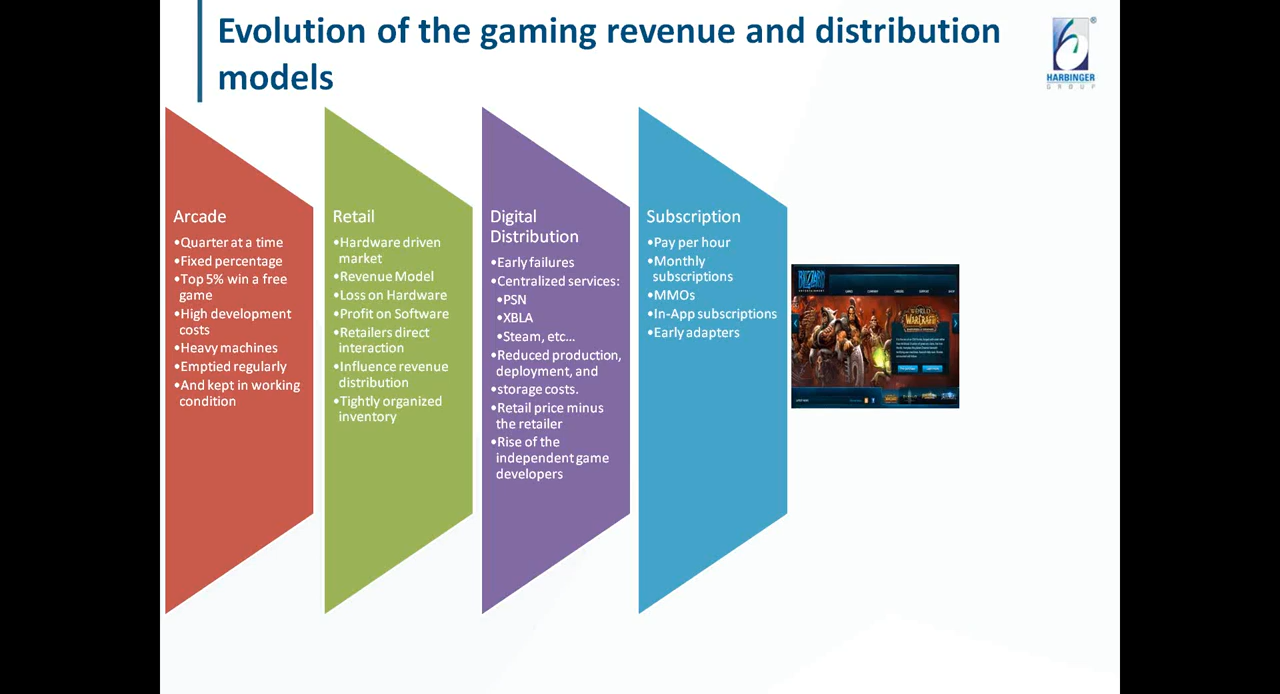 Evolution of the gaming revenue and distribution
models
HARBINGER
GROUP
Arcade
•Quarter at a time
•Fixed percentage
•Top 5% win a free
game
•High development
costs
•Heavy machines
•Emptied regularly
•And kept in working
condition
Retail
•Hardware driven
market
•Revenue Model
•Loss on Hardware
•Profit on Software
•Retailers direct
interaction
•Influence revenue
distribution
•Tightly organized
inventory
Digital
Distribution
•Early failures
•Centralized services:
•PSN
•XBLA
•Steam, etc...
•Reduced production,
deployment, and
•storage costs.
•Retail price minus
the retailer
•Rise of the
independent game
developers
Subscription
•Pay per hour
•Monthly
subscriptions
•MMOs
•In-App subscriptions
•Early adapters
BLIZZARD
ENTERTAINMENT
WORLD
WARCRAFT